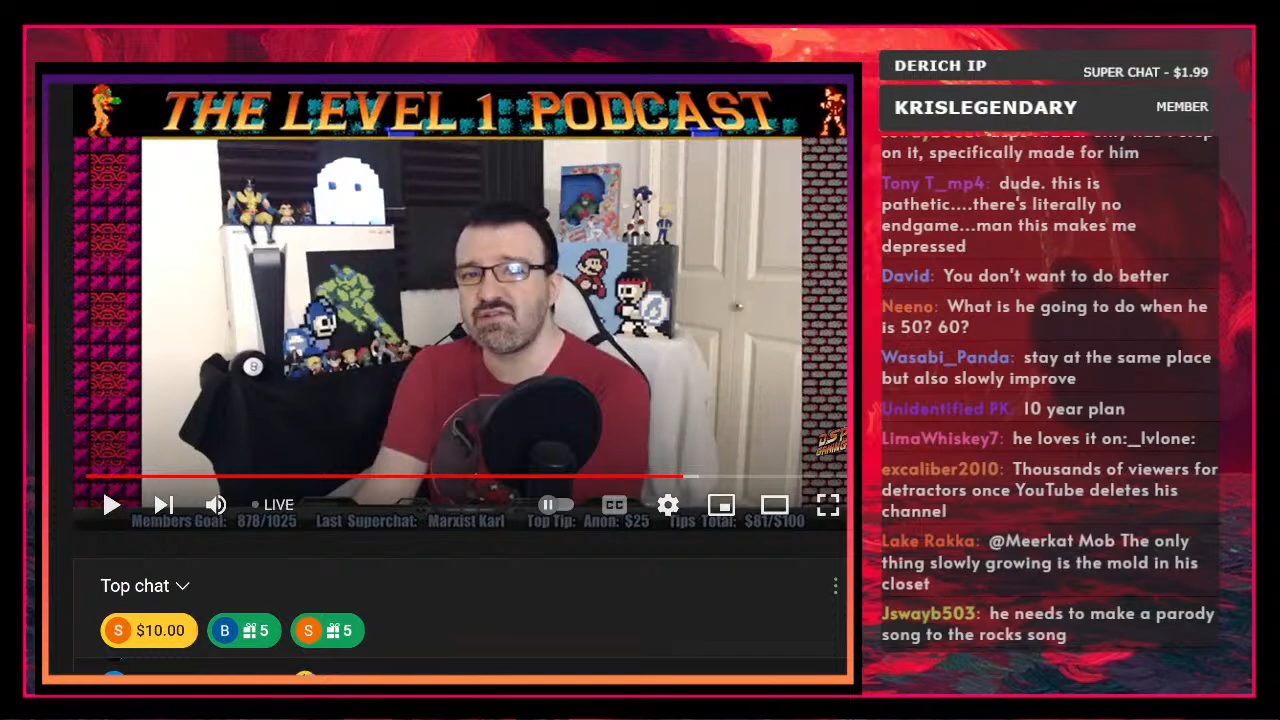 THE LEVEL 1 PODCAST
8
DSP
GAMING
LIVE
CC
Members Goal: 878/1025 Last Superchat: Marxist Karl Top Tip: Anon: $25 Tips Total: $81/$100
Top chat
S $10.00 B 5 S 5
DERICH IP SUPER CHAT - $1.99
KRISLEGENDARY MEMBER
on it, specifically made for him
Tony T_mp4: dude. this is
pathetic....there's literally no
endgame...man this makes me
depressed
David: You don't want to do better
Neeno: What is he going to do when he
is 50? 60?
Wasabi_Panda: stay at the same place
but also slowly improve
Unidentified PK: 10 year plan
LimaWhiskey7: he loves it on:_lvlone:
excaliber2010: Thousands of viewers for
detractors once YouTube deletes his
channel
Lake Rakka: @Meerkat Mob The only
thing slowly growing is the mold in his
closet
Jswayb503: he needs to make a parody
song to the rocks song